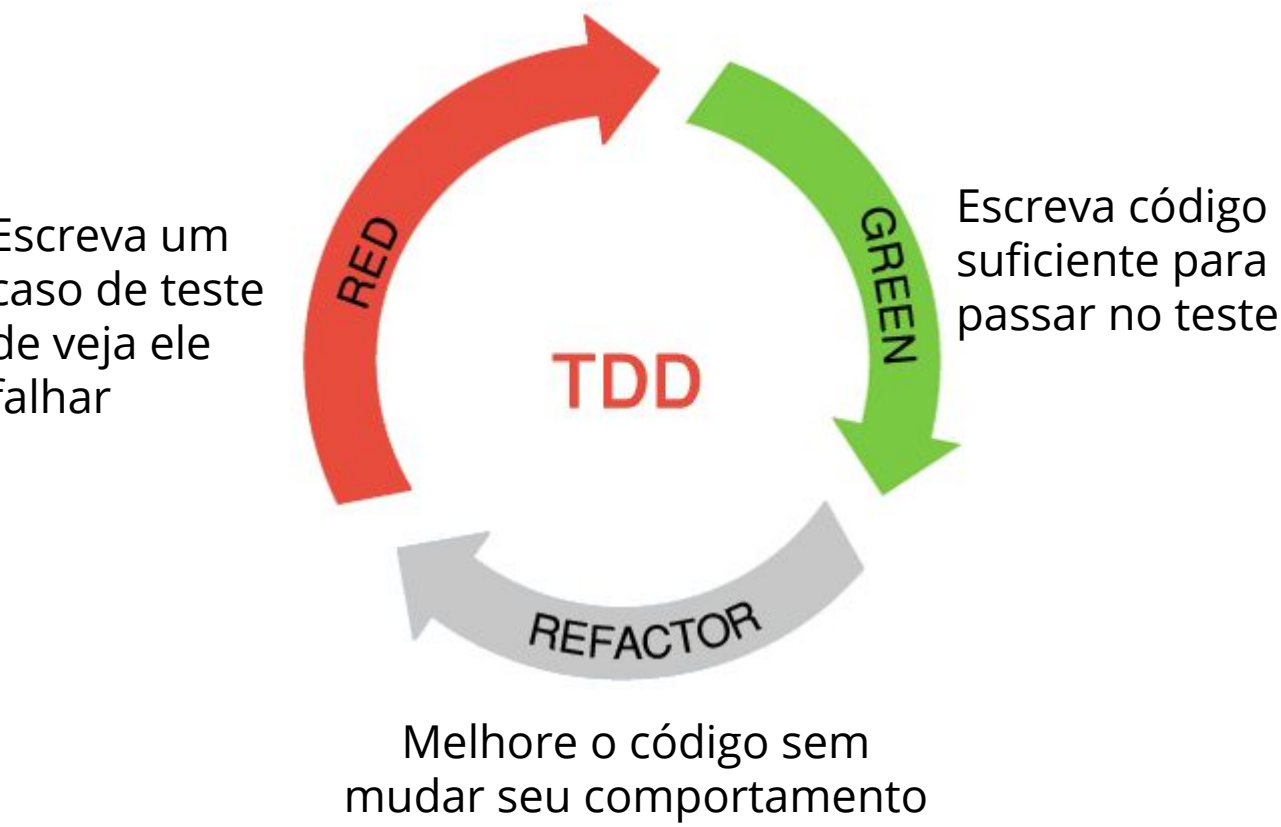 Escreva um
caso de teste
de veja ele
falhar
RED
TDD
GREEN
Escreva código
suficiente para
passar no teste
REFACTOR
Melhore o código sem
mudar seu comportamento